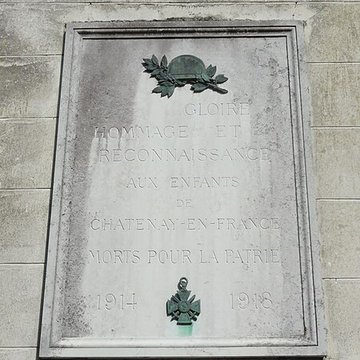 GLOIRE
HOMMAGE ET
RECONNAISSANCE
AUX ENFANTS
DE
CHATENAY-EN-FRANCE
MORTS POUR LA PATRIE
1914 1918